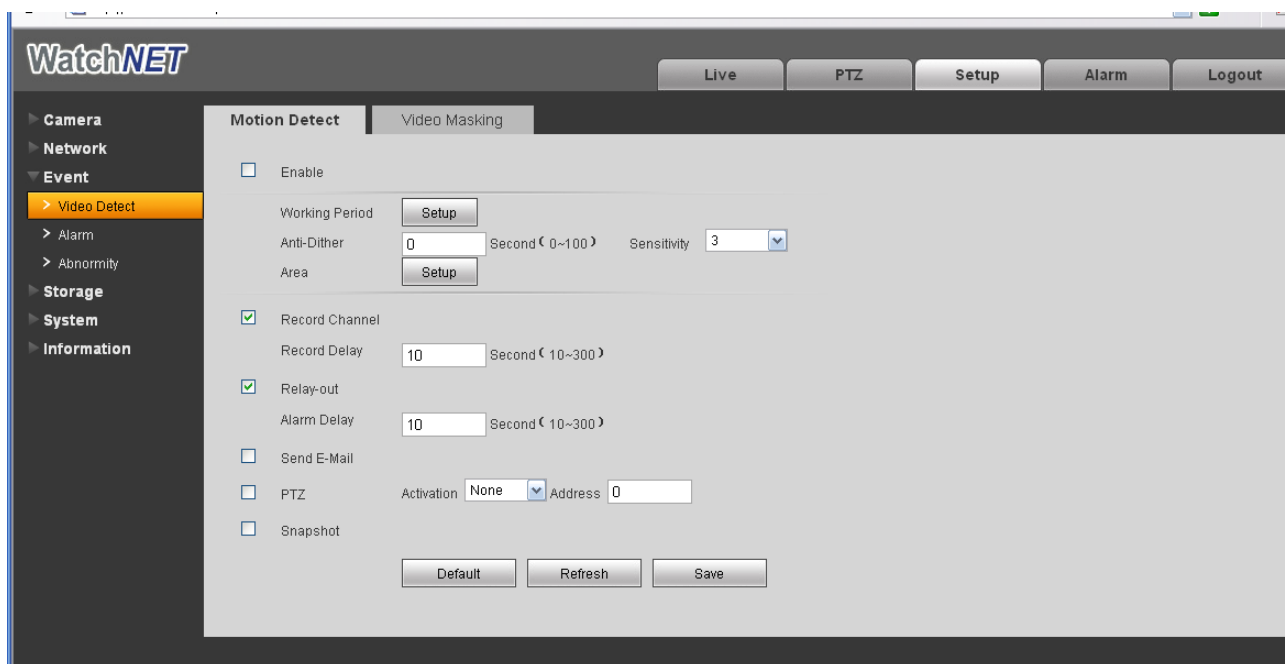 WatchNET
Live PTZ Setup Alarm Logout
Camera
Network
Event
Video Detect
Alarm
Abnormity
Storage
System
Information
Motion Detect Video Masking
Enable
Working Period Setup
Anti-Dither 0 Second ( 0~100 ) Sensitivity 3
Area Setup
Record Channel
Record Delay 10 Second ( 10~300 )
Relay-out
Alarm Delay 10 Second ( 10~300 )
Send E-Mail
PTZ Activation None Address 0
Snapshot
Default Refresh Save